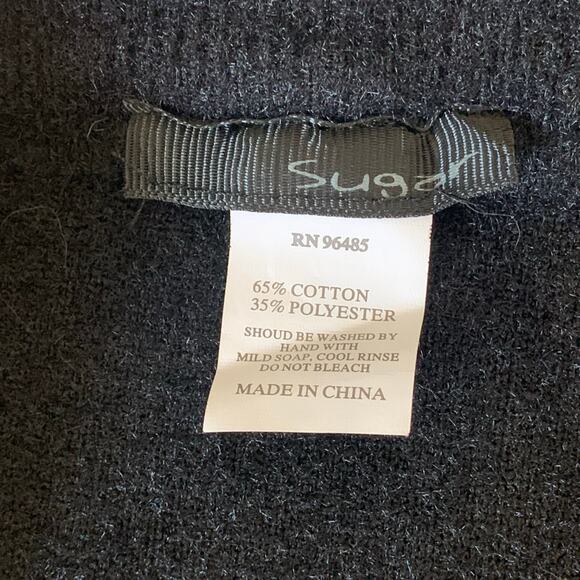 Sugar
RN 96485
65% COTTON
35% POLYESTER
SHOUD BE WASHED BY
HAND WITH
MILD SOAP, COOL RINSE
DO NOT BLEACH
MADE IN CHINA